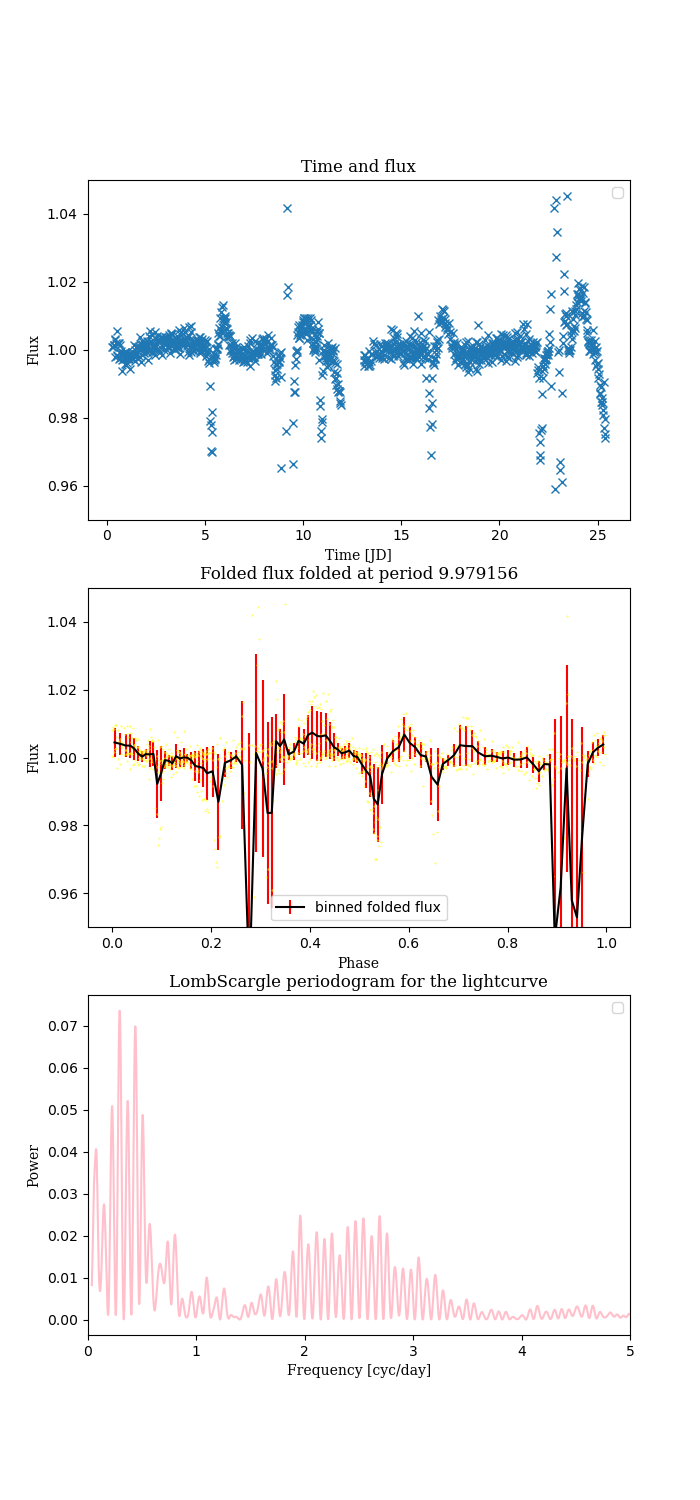 Time and flux
1.04
1.02
1.00
0.98
0.96
Flux
0 5 10 15 20 25
Time [JD]
Folded flux folded at period 9.979156
1.04
1.02
1.00
0.98
0.96
Flux
binned folded flux
0.0 0.2 0.4 0.6 0.8 1.0
Phase
LombScargle periodogram for the lightcurve
0.07
0.06
0.05
0.04
0.03
0.02
0.01
0.00
Power
0 1 2 3 4 5
Frequency [cyc/day]